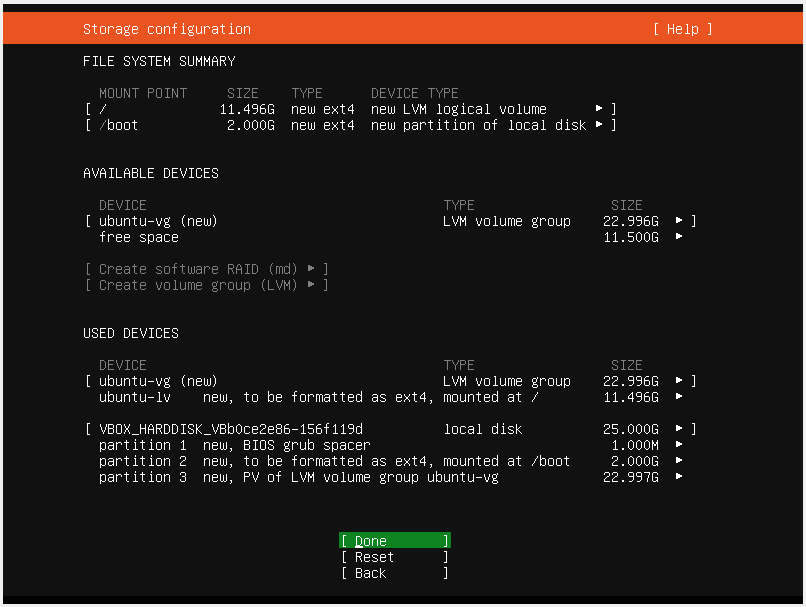 Storage configuration [ Help ]
FILE SYSTEM SUMMARY
MOUNT POINT SIZE TYPE DEVICE TYPE
[ / 11.496G new ext4 new LVM logical volume ▸ ]
[ /boot 2.000G new ext4 new partition of local disk ▸ ]
AVAILABLE DEVICES
DEVICE TYPE SIZE
[ ubuntu-vg (new) LVM volume group 22.996G ▸ ]
free space 11.500G ▸
[ Create software RAID (md) ▸ ]
[ Create volume group (LVM) ▸ ]
USED DEVICES
DEVICE TYPE SIZE
[ ubuntu-vg (new) LVM volume group 22.996G ▸ ]
ubuntu-lv new, to be formatted as ext4, mounted at / 11.496G ▸
[ VBOX_HARDDISK_VBb0ce2e86-156f119d local disk 25.000G ▸ ]
partition 1 new, BIOS grub spacer 1.000M ▸
partition 2 new, to be formatted as ext4, mounted at /boot 2.000G ▸
partition 3 new, PV of LVM volume group ubuntu-vg 22.997G ▸
[ Done ]
[ Reset ]
[ Back ]